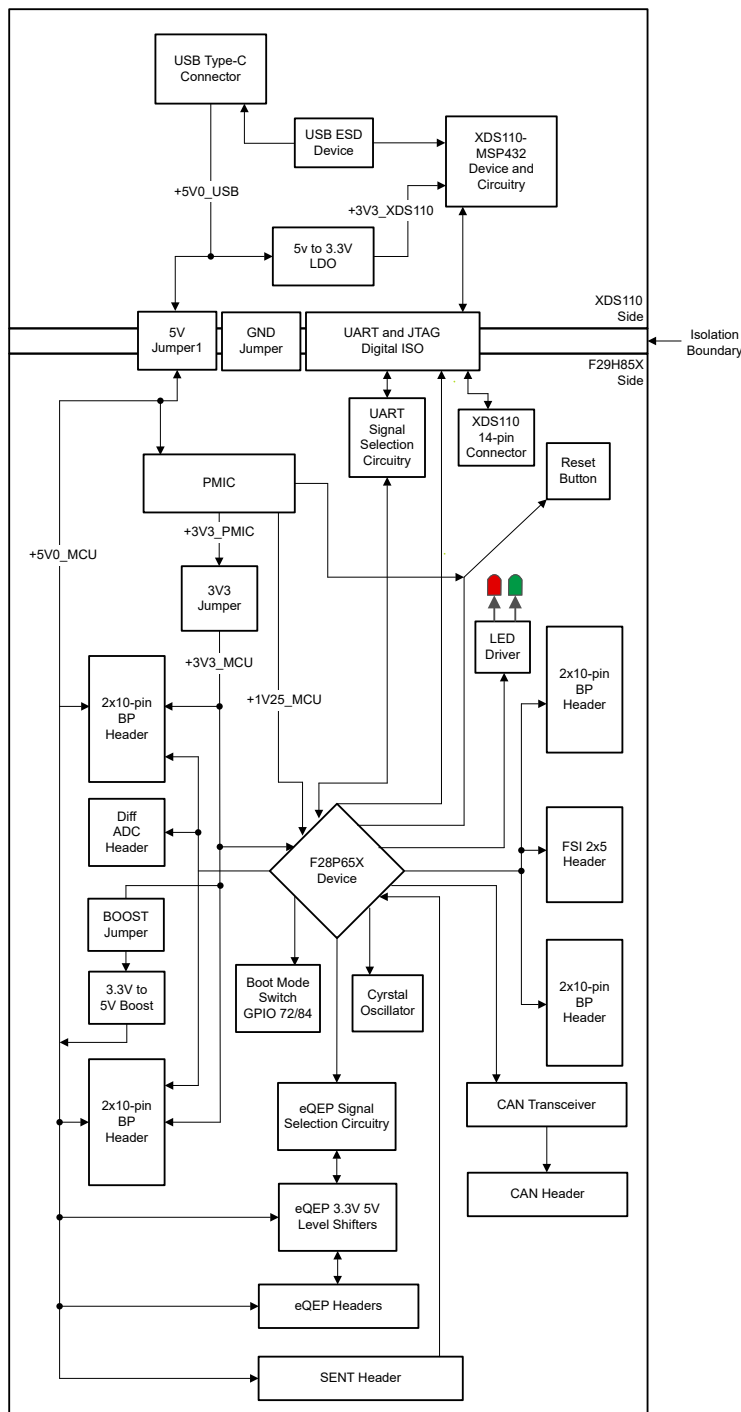 USB Type-C
Connector
USB ESD
Device
XDS110-
MSP432
Device and
Circuitry
+5V0_USB
+3V3_XDS110
5v to 3.3V
LDO
XDS110
Side
5V
Jumper1
GND
Jumper
UART and JTAG
Digital ISO
Isolation
Boundary
F29H85X
Side
UART
Signal
Selection
Circuitry
XDS110
14-pin
Connector
Reset
Button
PMIC
+3V3_PMIC
+5V0_MCU
3V3
Jumper
LED
Driver
+3V3_MCU
+1V25_MCU
2x10-pin
BP
Header
2x10-pin
BP
Header
Diff
ADC
Header
F28P65X
Device
FSI 2x5
Header
BOOST
Jumper
3.3V to
5V Boost
Boot Mode
Switch
GPIO 72/84
Cyrstal
Oscillator
2x10-pin
BP
Header
2x10-pin
BP
Header
eQEP Signal
Selection Circuitry
CAN Transceiver
CAN Header
eQEP 3.3V 5V
Level Shifters
eQEP Headers
SENT Header